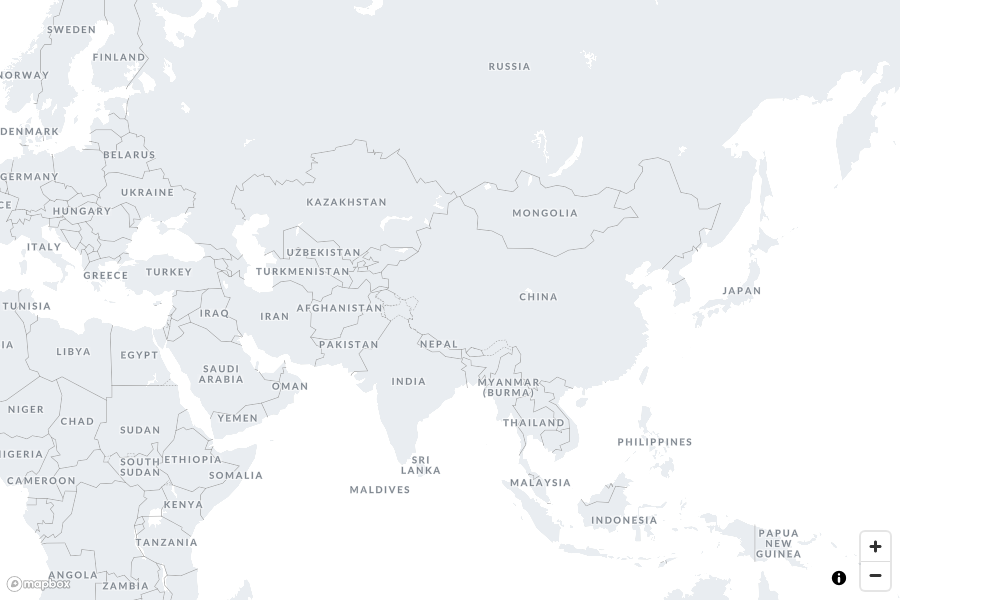 SWEDEN
FINLAND
RUSSIA
NORWAY
DENMARK
BELARUS
GERMANY
UKRAINE
KAZAKHSTAN
CE
HUNGARY
MONGOLIA
ITALY
UZBEKISTAN
GREECE
TURKEY
TURKMENISTAN
JAPAN
CHINA
TUNISIA
IRAQ
IRAN
AFGHANISTAN
IA
LIBYA
EGYPT
PAKISTAN
NEPAL
SAUDI
ARABIA
OMAN
INDIA
MYANMAR
(BURMA)
NIGER
CHAD
SUDAN
YEMEN
THAILAND
PHILIPPINES
IGERIA
SOUTH
SUDAN
ETHIOPIA
SRI
LANKA
CAMEROON
SOMALIA
MALDIVES
MALAYSIA
KENYA
INDONESIA
TANZANIA
PAPUA
NEW
GUINEA
ANGOLA
ZAMBIA
mapbox